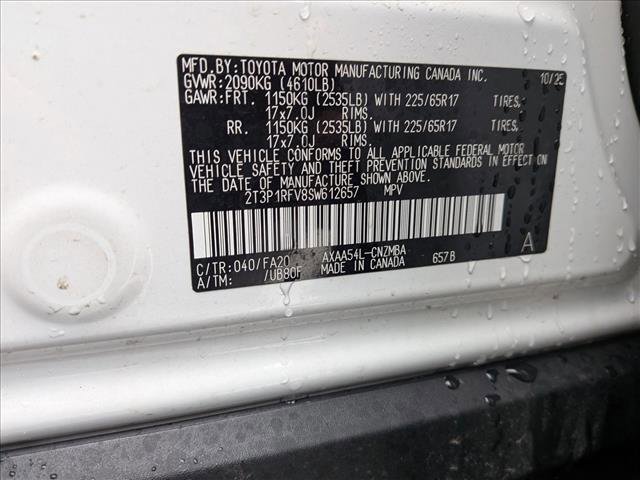 MFD.BY:TOYOTA MOTOR MANUFACTURING CANADA INC. 10/25
GVWR:2090KG (4610LB)
GAWR:FRT. 1150KG (2535LB) WITH 225/65R17 TIRES,
17x7.0J RIMS.
RR. 1150KG (2535LB) WITH 225/65R17 TIRES,
17x7.0J RIMS.
THIS VEHICLE CONFORMS TO ALL APPLICABLE FEDERAL MOTOR
VEHICLE SAFETY AND THEFT PREVENTION STANDARDS IN EFFECT ON
THE DATE OF MANUFACTURE SHOWN ABOVE.
2T3P1RFV8SW612657 MPV
C/TR:040/FA20 AXAA54L-CNZMBA A
A/TM: /UB80F MADE IN CANADA 657B